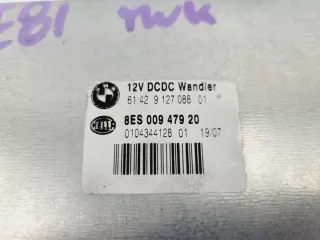 E81 TWK
12V DCDC Wandler
61 42 9 127 088 01
HELLA
8ES 009 479 20
0104344128 01 19/07